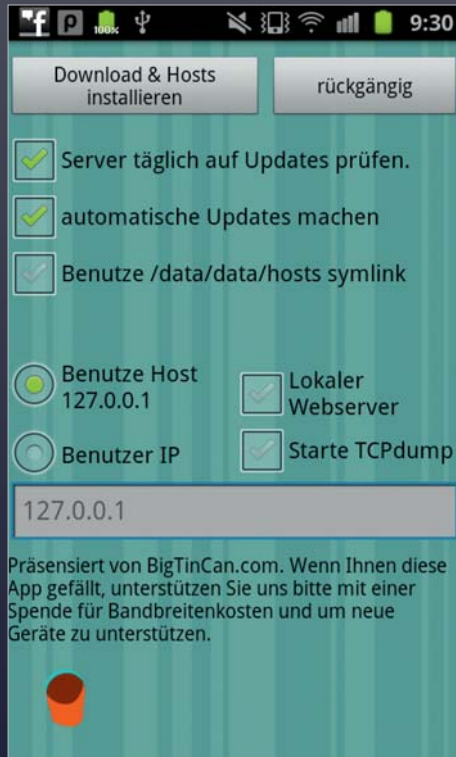 100%
9:30
Download & Hosts
installieren
rückgängig
Server täglich auf Updates prüfen.
automatische Updates machen
Benutze /data/data/hosts symlink
Benutze Host
127.0.0.1
Lokaler
Webserver
Benutzer IP
Starte TCPdump
127.0.0.1
Präsensiert von BigTinCan.com. Wenn Ihnen diese
App gefällt, unterstützen Sie uns bitte mit einer
Spende für Bandbreitenkosten und um neue
Geräte zu unterstützen.